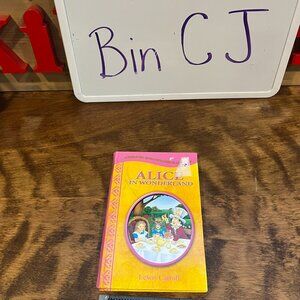 Bin CJ
ALICE
IN WONDERLAND
Lewis Carroll